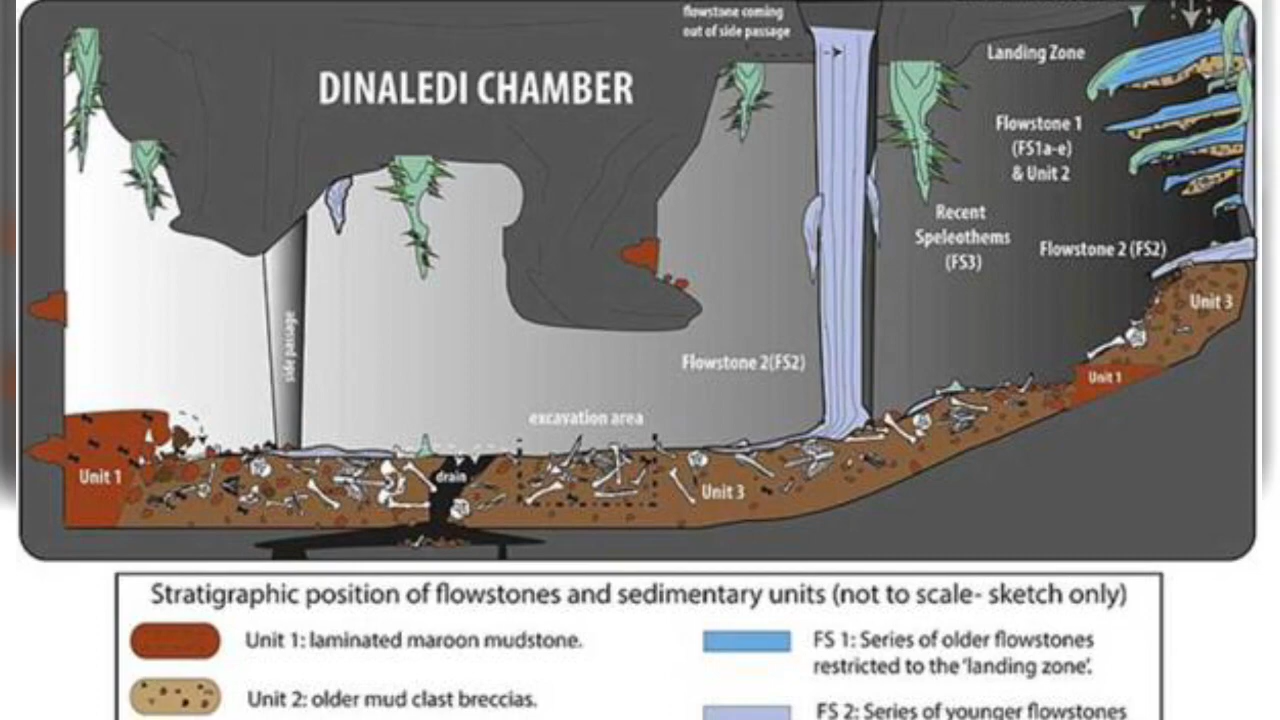 flowstone coming
out of side passage
DINALEDI CHAMBER
Landing Zone
Flowstone 1
(FS1a-e)
& Unit 2
Recent
Speleothems
(FS3)
Flowstone 2 (FS2)
Unit 3
side passage
Flowstone 2(FS2)
Unit 1
excavation area
Unit 1
drain
Unit 3
Stratigraphic position of flowstones and sedimentary units (not to scale- sketch only)
Unit 1: laminated maroon mudstone.
FS 1: Series of older flowstones
restricted to the 'landing zone'.
Unit 2: older mud clast breccias.
FS 2: Series of younger flowstones